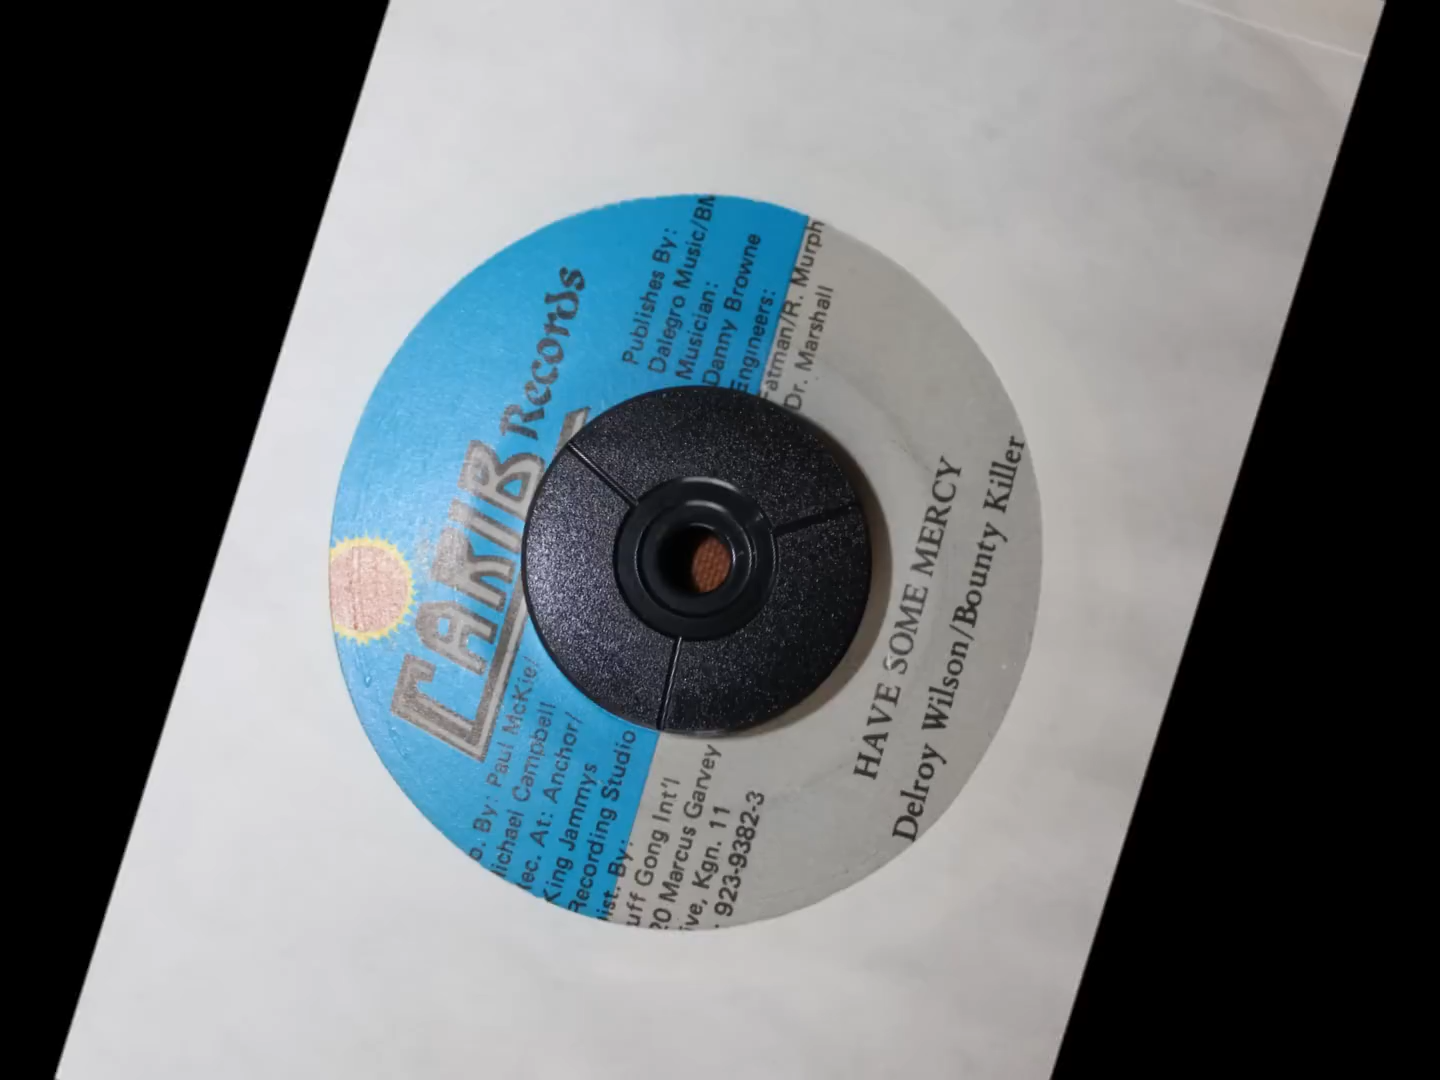 CARIB Records
o. By: Paul McKie/
ichael Campbell
ec. At: Anchor/
King Jammys
Recording Studio
ist. By:
uff Gong Int'l
20 Marcus Garvey
ive, Kgn. 11
. 923-9382-3
Publishes By:
Dalegro Music/BM
Musician:
Danny Browne
Engineers:
Fatman/R. Murph
Dr. Marshall
HAVE SOME MERCY
Delroy Wilson/Bounty Killer